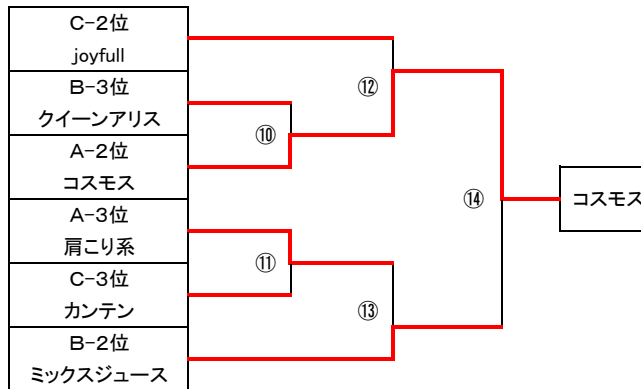 C-2位
joyfull
B-3位
クイーンアリス
A-2位
コスモス
A-3位
肩こり系
C-3位
カンテン
B-2位
ミックスジュース
⑩
⑪
⑫
⑬
⑭
コスモス